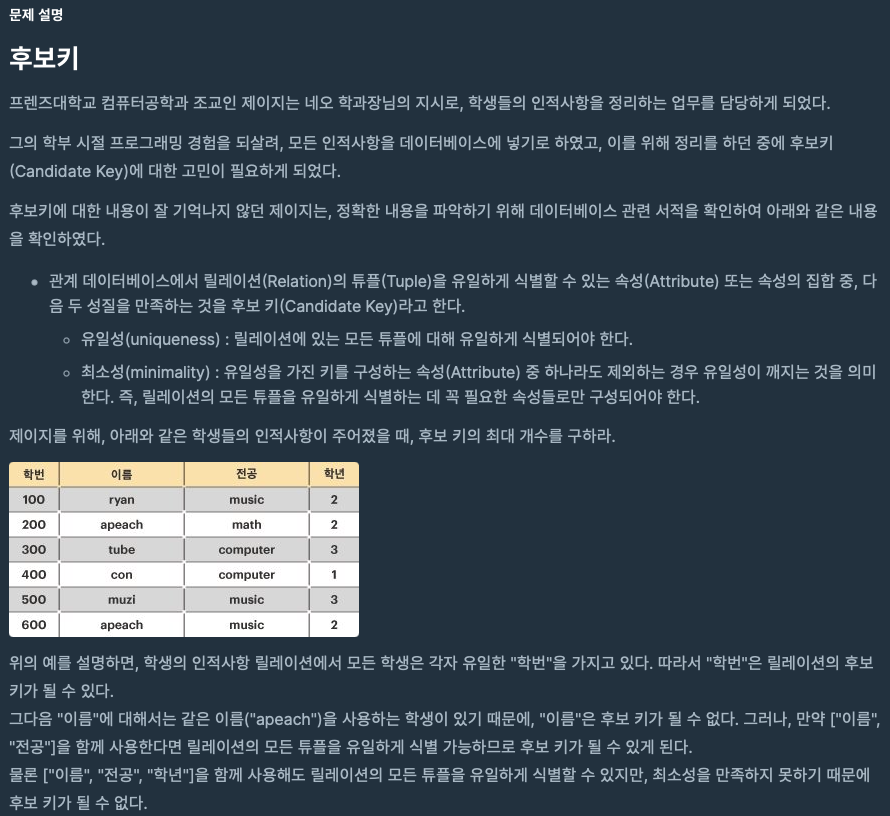 문제 설명
후보키
프렌즈대학교 컴퓨터공학과 조교인 제이지는 네오 학과장님의 지시로, 학생들의 인적사항을 정리하는 업무를 담당하게 되었다.
그의 학부 시절 프로그래밍 경험을 되살려, 모든 인적사항을 데이터베이스에 넣기로 하였고, 이를 위해 정리를 하던 중에 후보키
(Candidate Key)에 대한 고민이 필요하게 되었다.
후보키에 대한 내용이 잘 기억나지 않던 제이지는, 정확한 내용을 파악하기 위해 데이터베이스 관련 서적을 확인하여 아래와 같은 내용
을 확인하였다.
• 관계 데이터베이스에서 릴레이션(Relation)의 튜플(Tuple)을 유일하게 식별할 수 있는 속성(Attribute) 또는 속성의 집합 중, 다
음 두 성질을 만족하는 것을 후보 키(Candidate Key)라고 한다.
◦ 유일성(uniqueness) : 릴레이션에 있는 모든 튜플에 대해 유일하게 식별되어야 한다.
◦ 최소성(minimality) : 유일성을 가진 키를 구성하는 속성(Attribute) 중 하나라도 제외하는 경우 유일성이 깨지는 것을 의미
한다. 즉, 릴레이션의 모든 튜플을 유일하게 식별하는 데 꼭 필요한 속성들로만 구성되어야 한다.
제이지를 위해, 아래와 같은 학생들의 인적사항이 주어졌을 때, 후보 키의 최대 개수를 구하라.
학번 이름 전공 학년
100 ryan music 2
200 apeach math 2
300 tube computer 3
400 con computer 1
500 muzi music 3
600 apeach music 2
위의 예를 설명하면, 학생의 인적사항 릴레이션에서 모든 학생은 각자 유일한 "학번"을 가지고 있다. 따라서 "학번"은 릴레이션의 후보
키가 될 수 있다.
그다음 "이름"에 대해서는 같은 이름("apeach")을 사용하는 학생이 있기 때문에, "이름"은 후보 키가 될 수 없다. 그러나, 만약 ["이름",
"전공"]을 함께 사용한다면 릴레이션의 모든 튜플을 유일하게 식별 가능하므로 후보 키가 될 수 있게 된다.
물론 ["이름", "전공", "학년"]을 함께 사용해도 릴레이션의 모든 튜플을 유일하게 식별할 수 있지만, 최소성을 만족하지 못하기 때문에
후보 키가 될 수 없다.